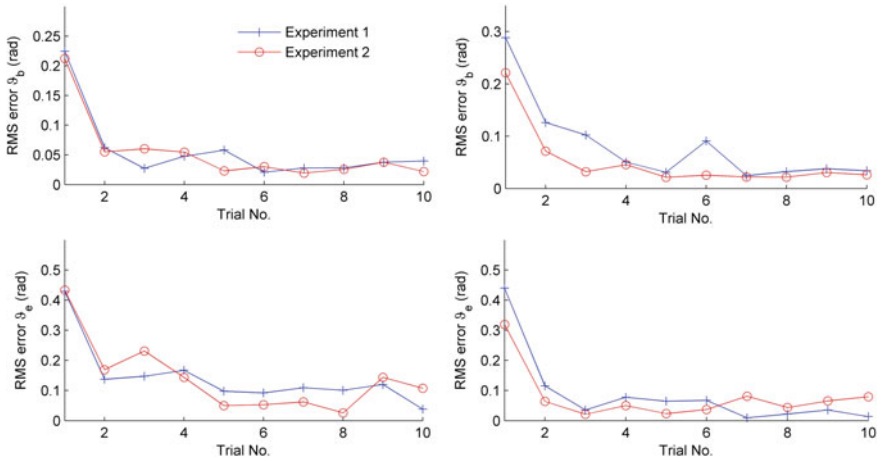 Experiment 1
Experiment 2
RMS error ϑb (rad)
0.25
0.2
0.15
0.1
0.05
0
2 4 6 8 10
Trial No.
RMS error ϑb (rad)
0.3
0.1
0
2 4 6 8 10
Trial No.
RMS error ϑe (rad)
0.5
0.4
0.3
0.2
0.1
0
2 4 6 8 10
Trial No.
RMS error ϑe (rad)
0.5
0.4
0.3
0.2
0.1
0
2 4 6 8 10
Trial No.